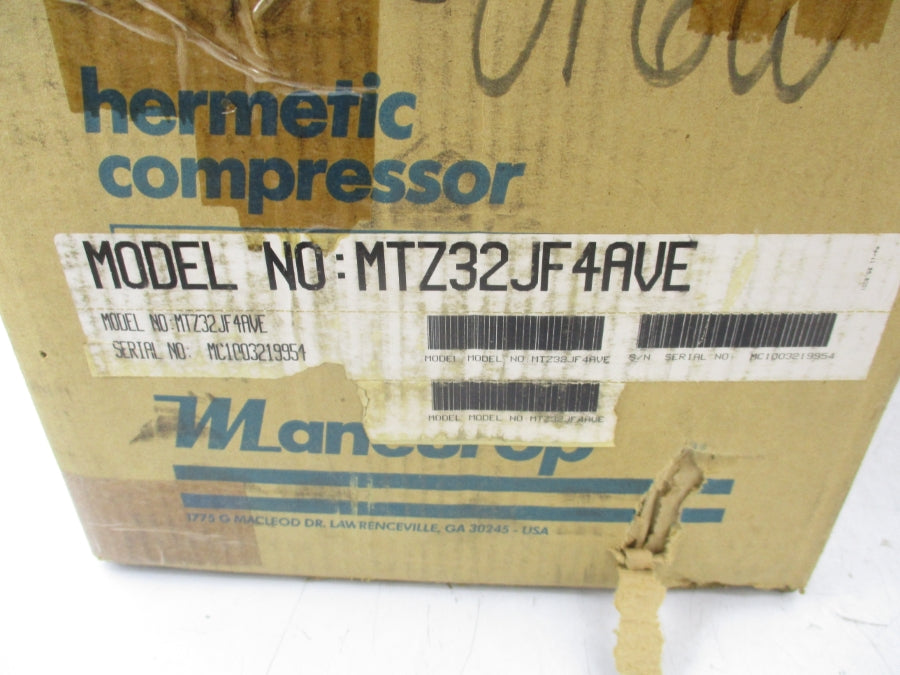 hermetic
compressor
MODEL NO:MTZ32JF4AVE
MODEL NO:MTZ32JF4AVE
SERIAL NO: MC1003219954
MODEL MODEL NO MTZ32JF4AVE
S/N SERIAL NO: MC1003219954
MODEL MODEL NO MTZ32JF4AVE
1775 G MACLEOD DR. LAWRENCEVILLE, GA 30245 - USA